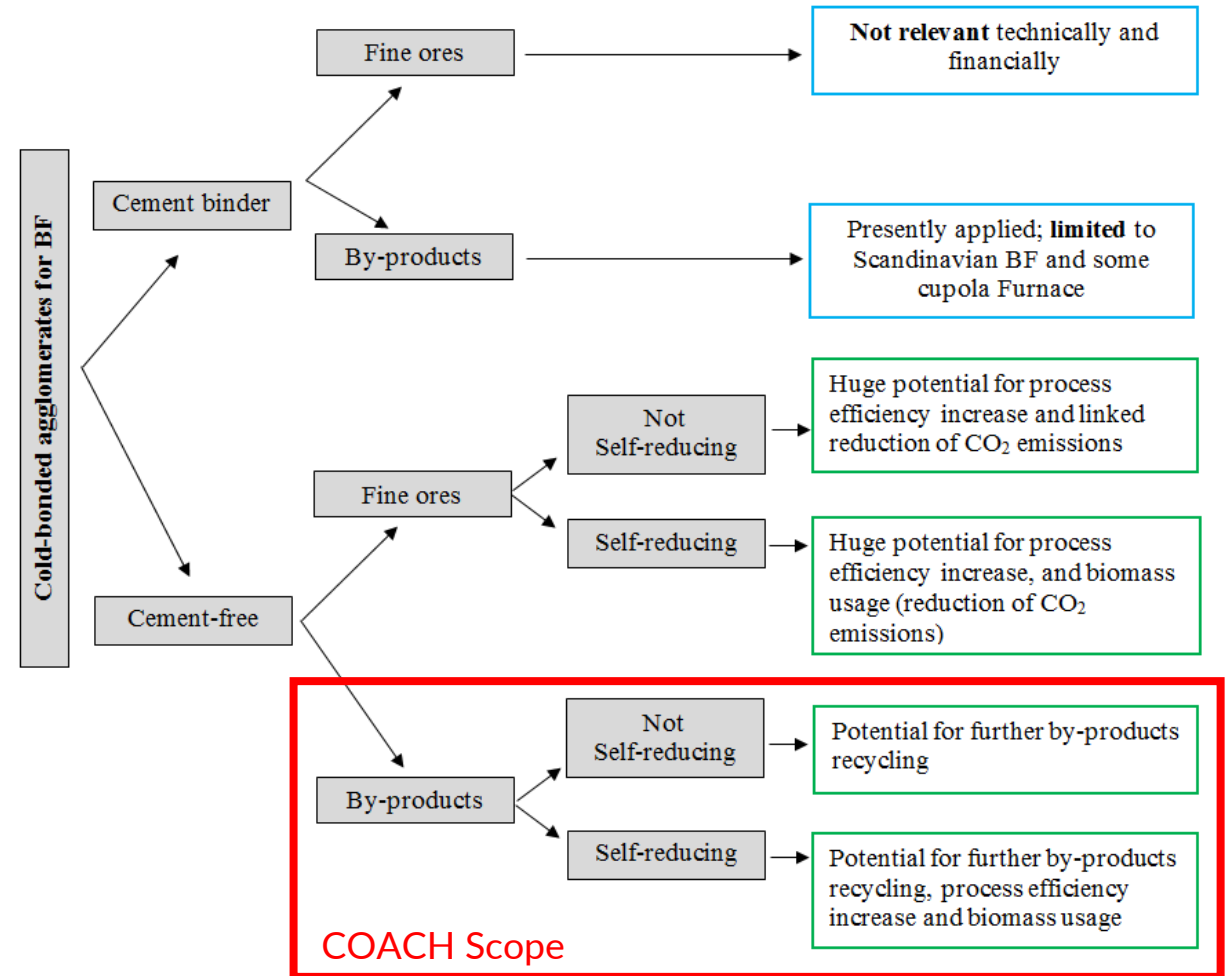 Cold-bonded agglomerates for BF
Cement binder
Fine ores
Not relevant technically and
financially
By-products
Presently applied; limited to
Scandinavian BF and some
cupola Furnace
Cement-free
Fine ores
Not
Self-reducing
Huge potential for process
efficiency increase and linked
reduction of CO₂ emissions
Self-reducing
Huge potential for process
efficiency increase, and biomass
usage (reduction of CO₂
emissions)
By-products
Not
Self-reducing
Potential for further by-products
recycling
Self-reducing
Potential for further by-products
recycling, process efficiency
increase and biomass usage
COACH Scope